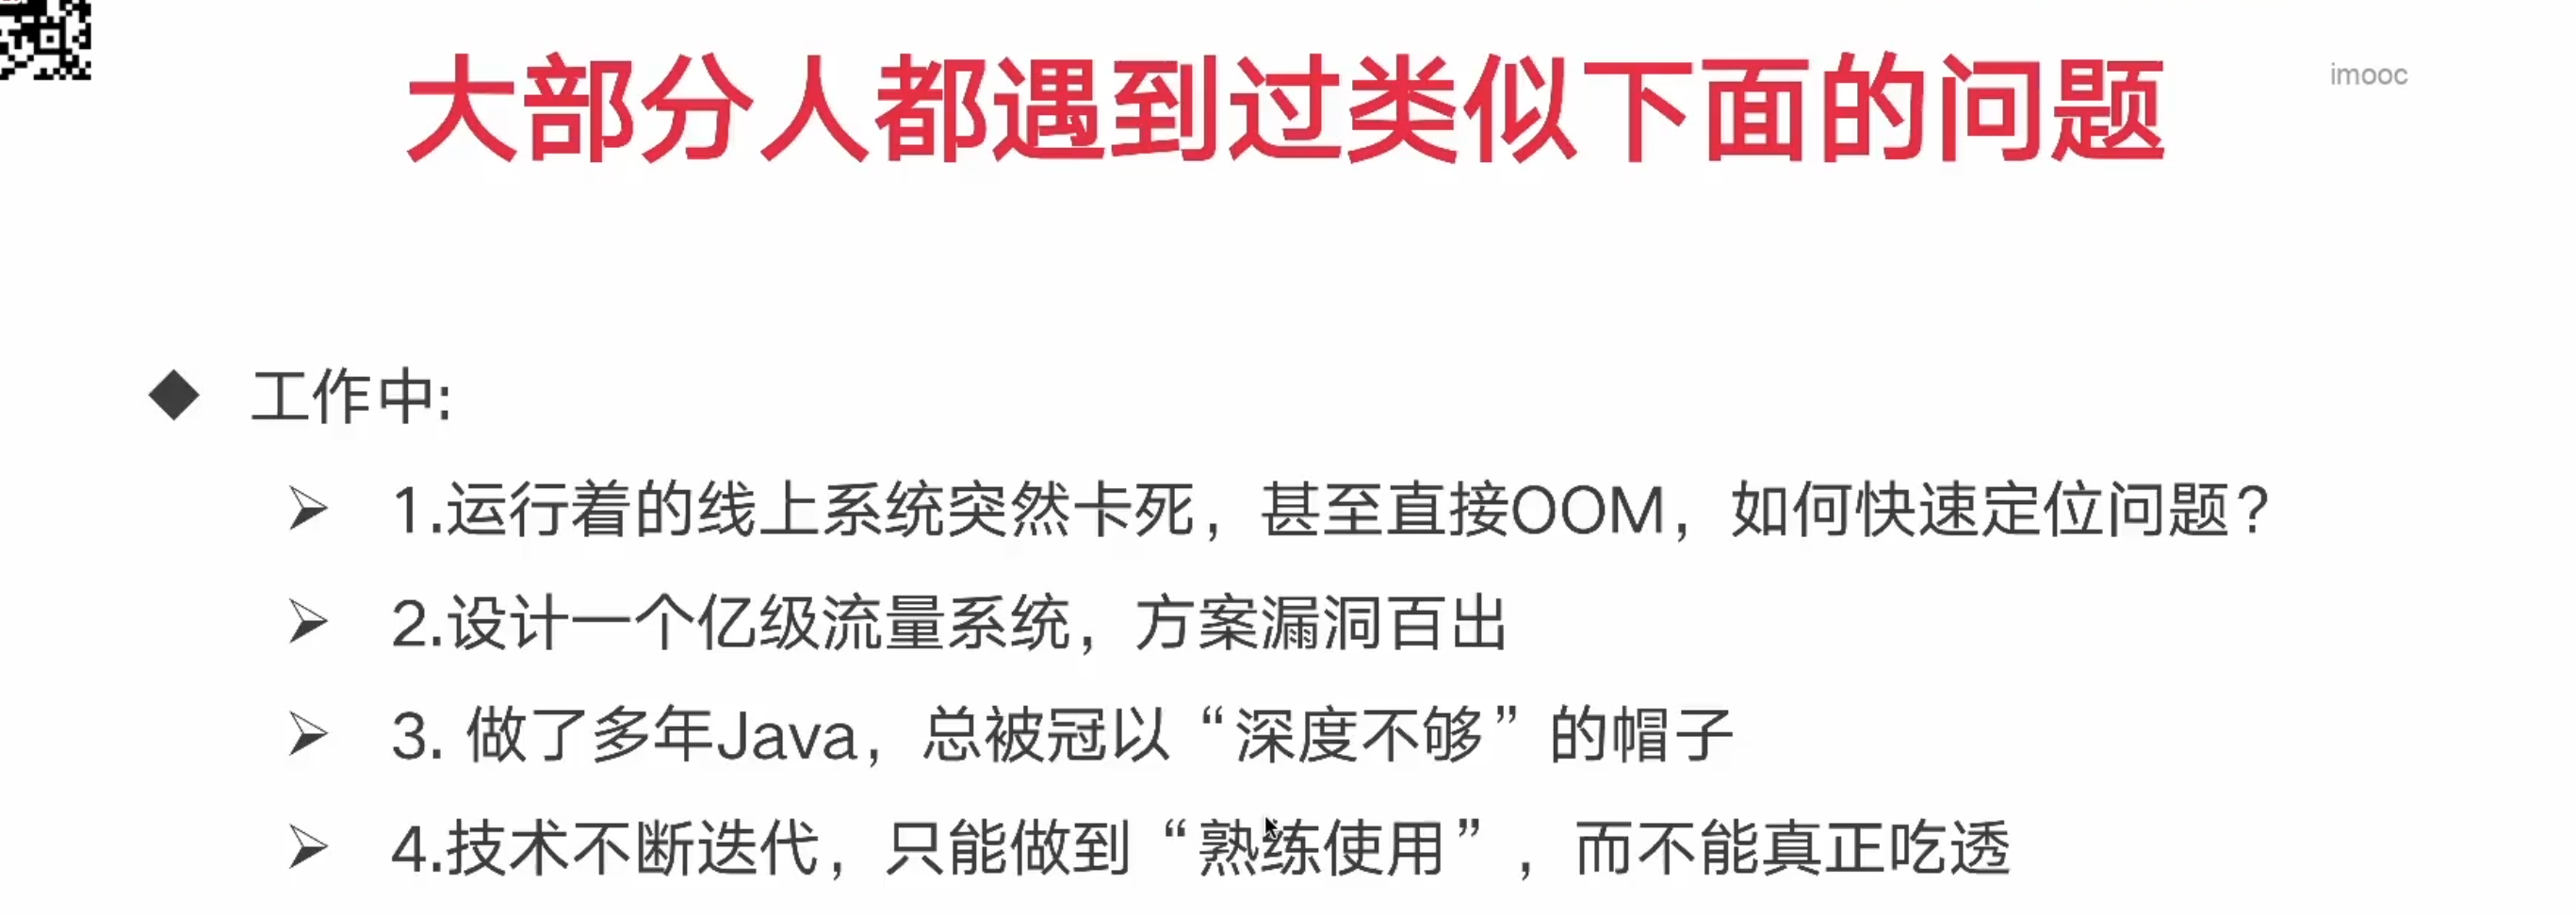 大部分人都遇到过类似下面的问题
imooc
工作中:
1.运行着的线上系统突然卡死，甚至直接OOM，如何快速定位问题？
2.设计一个亿级流量系统，方案漏洞百出
3. 做了多年Java，总被冠以“深度不够”的帽子
4.技术不断迭代，只能做到“熟练使用”，而不能真正吃透